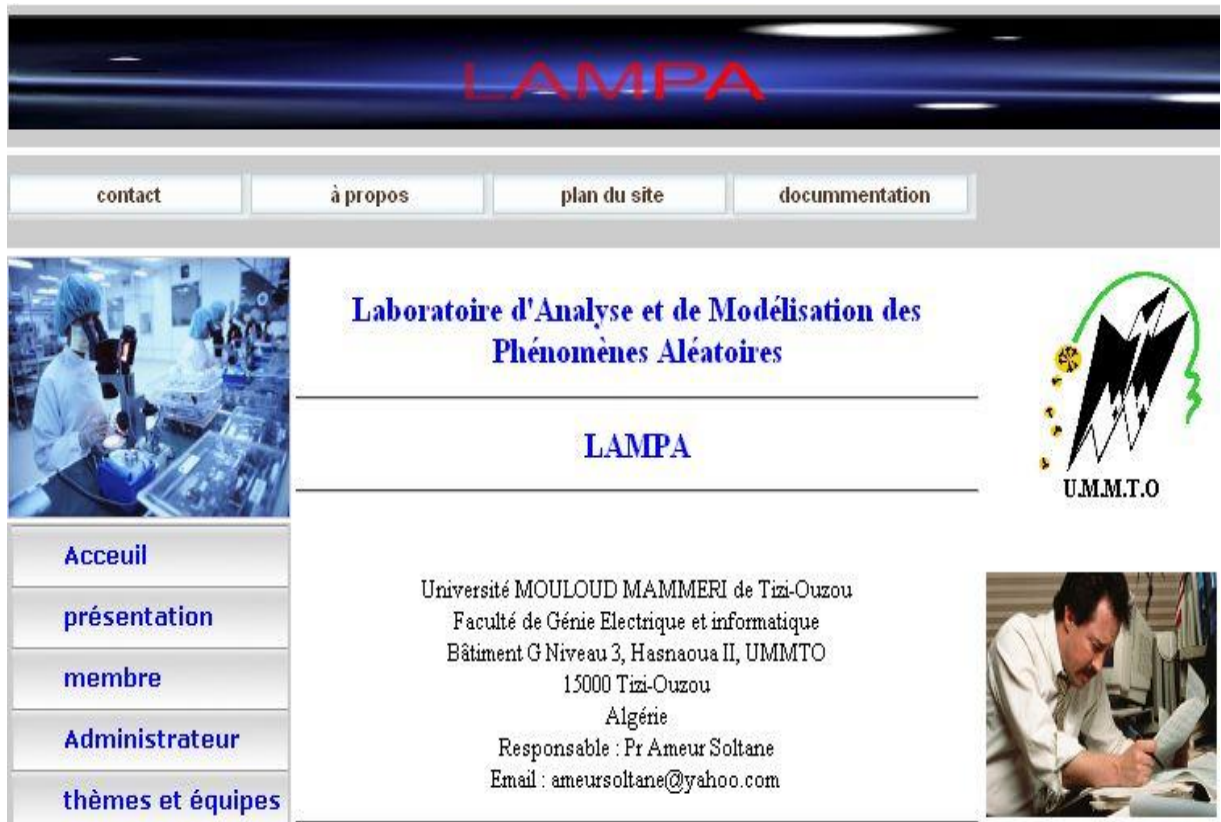 LAMPA
contact à propos plan du site docummentation
Laboratoire d'Analyse et de Modélisation des
Phénomènes Aléatoires
LAMPA
U.M.M.T.O
Acceuil
présentation
membre
Administrateur
thèmes et équipes
Université MOULOUD MAMMERI de Tizi-Ouzou
Faculté de Génie Electrique et informatique
Bâtiment G Niveau 3, Hasnaoua II, UMMTO
15000 Tizi-Ouzou
Algérie
Responsable : Pr Ameur Soltane
Email : ameursoltane@yahoo.com